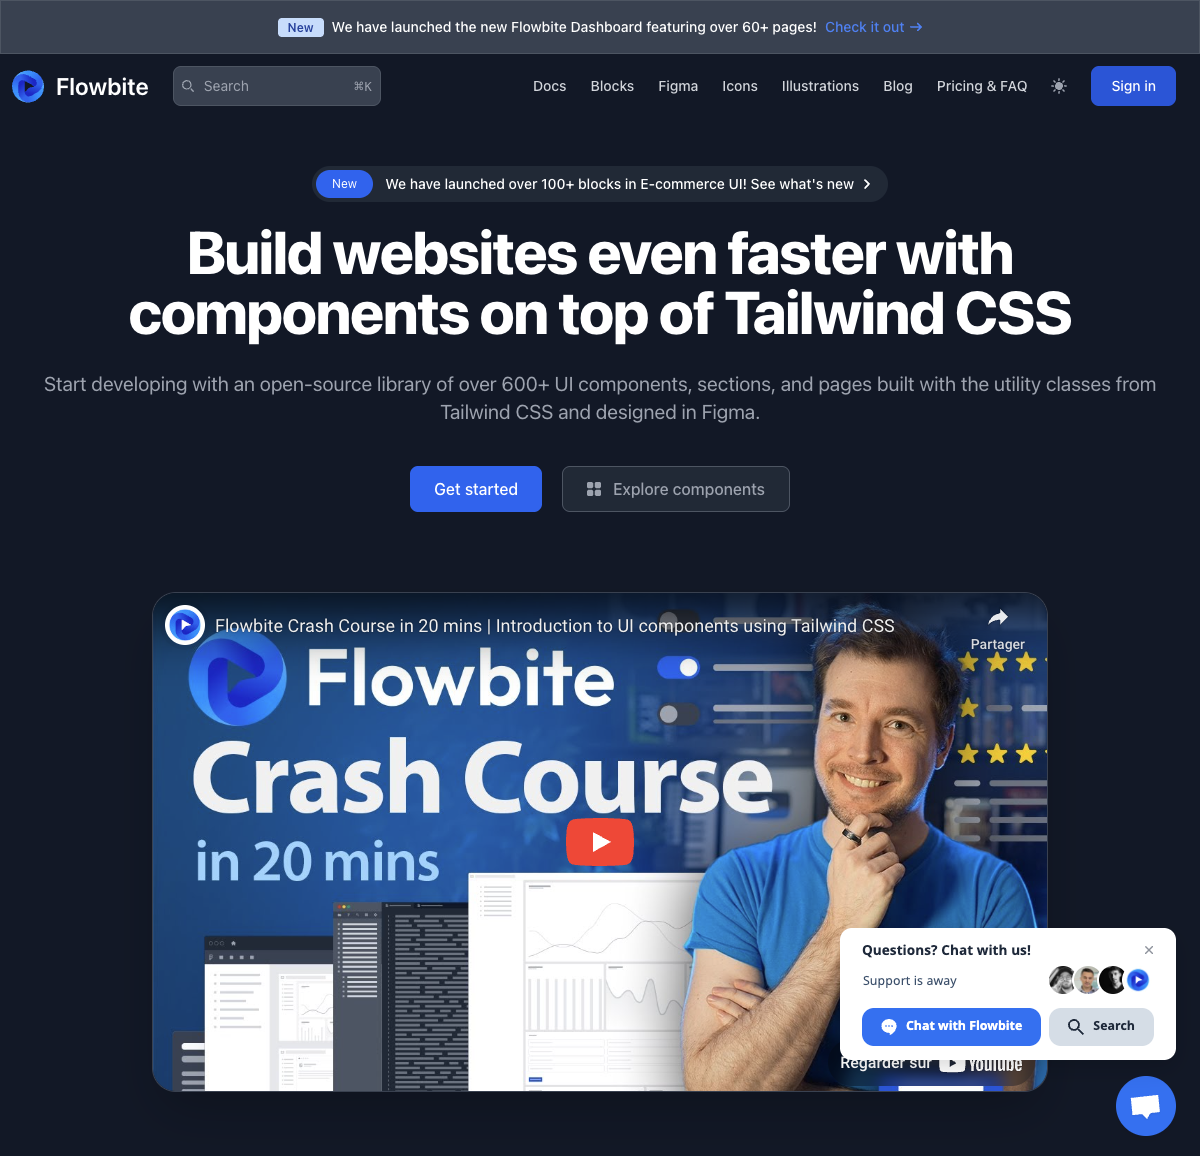 New We have launched the new Flowbite Dashboard featuring over 60+ pages! Check it out →
Flowbite Search ⌘K Docs Blocks Figma Icons Illustrations Blog Pricing & FAQ Sign in
New We have launched over 100+ blocks in E-commerce UI! See what's new
Build websites even faster with
components on top of Tailwind CSS
Start developing with an open-source library of over 600+ UI components, sections, and pages built with the utility classes from
Tailwind CSS and designed in Figma.
Get started Explore components
Flowbite Crash Course in 20 mins | Introduction to UI components using Tailwind CSS
Partager
Flowbite
Crash Course
in 20 mins
Questions? Chat with us!
Support is away
Chat with Flowbite Search
Regarder sur YouTube